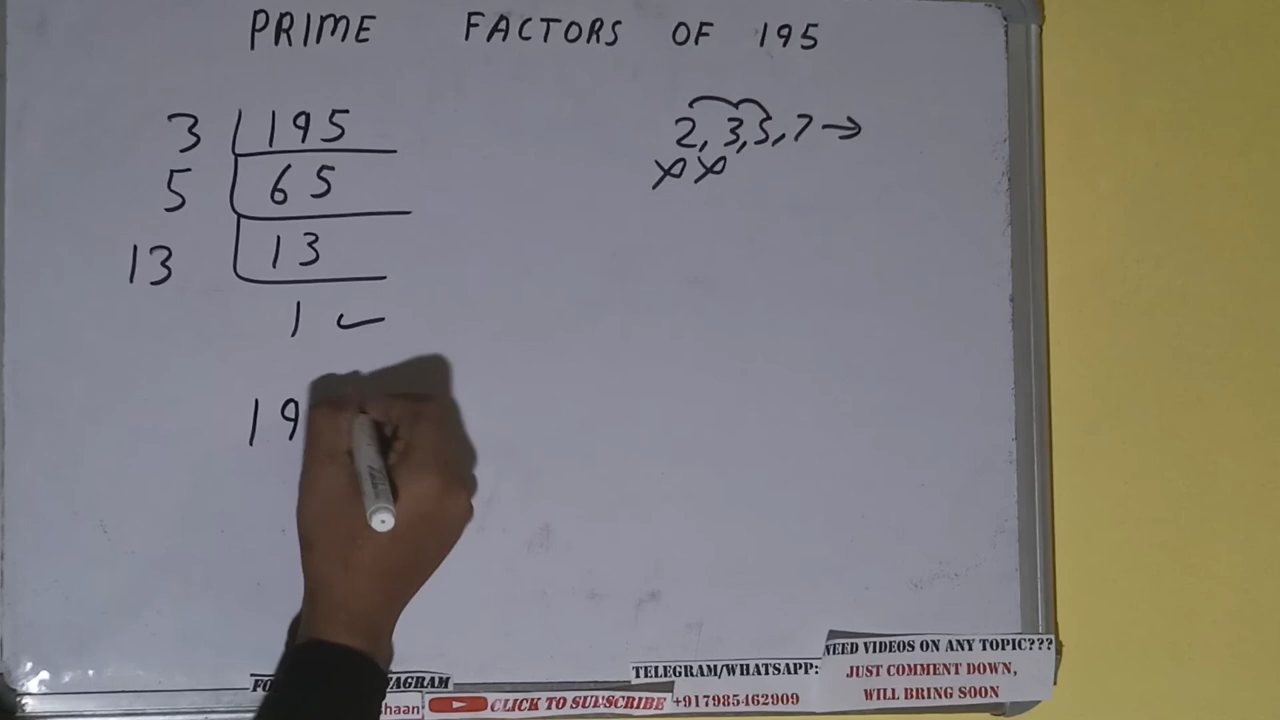 PRIME FACTORS OF 195
3 195
5 65
13 13
1
2, 3, 5, 7 →
19
TELEGRAM/WHATSAPP:
+917985462909
CLICK TO SUBSCRIBE
NEED VIDEOS ON ANY TOPIC???
JUST COMMENT DOWN,
WILL BRING SOON